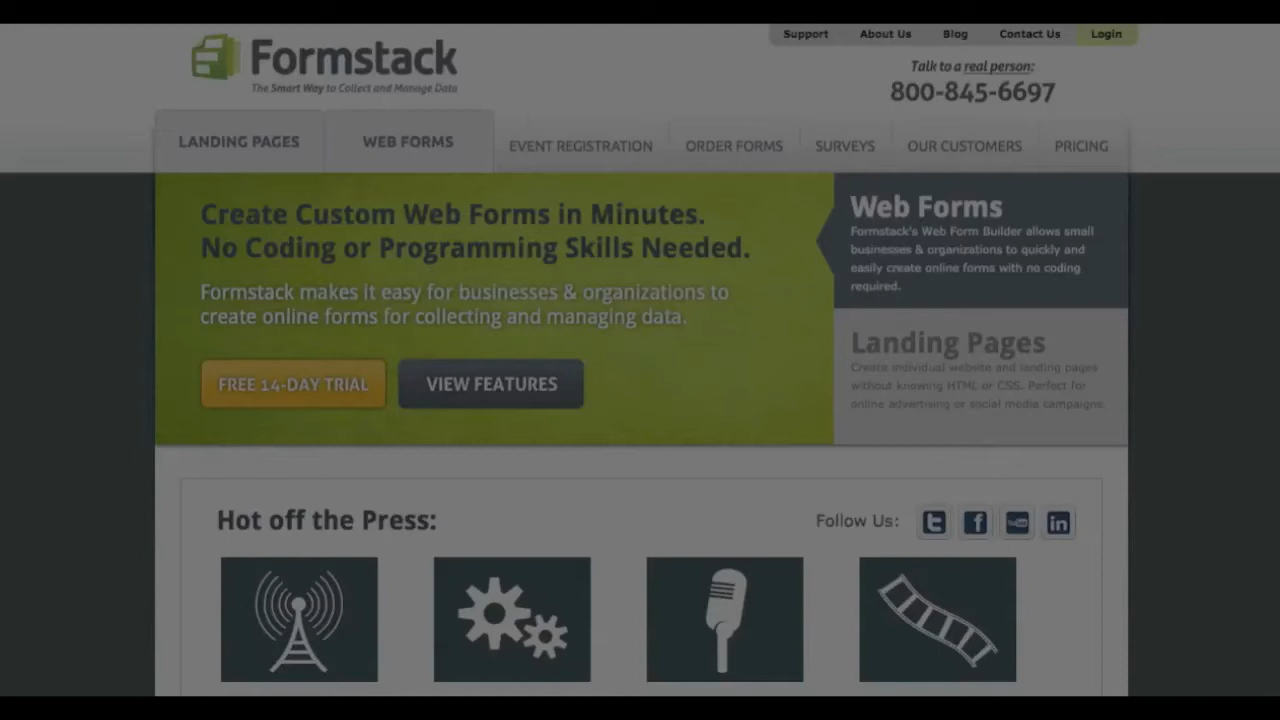 Support
About Us
Blog
Contact Us
Login
Formstack
The Smart Way to Collect and Manage Data
Talk to a real person:
800-845-6697
LANDING PAGES
WEB FORMS
EVENT REGISTRATION
ORDER FORMS
SURVEYS
OUR CUSTOMERS
PRICING
Create Custom Web Forms in Minutes.
No Coding or Programming Skills Needed.
Formstack makes it easy for businesses & organizations to
create online forms for collecting and managing data.
FREE 14-DAY TRIAL
VIEW FEATURES
Web Forms
Formstack's Web Form Builder allows small
businesses & organizations to quickly and
easily create online forms with no coding
required.
Landing Pages
Create individual website and landing pages
without knowing HTML or CSS. Perfect for
online advertising or social media campaigns.
Hot off the Press:
Follow Us: